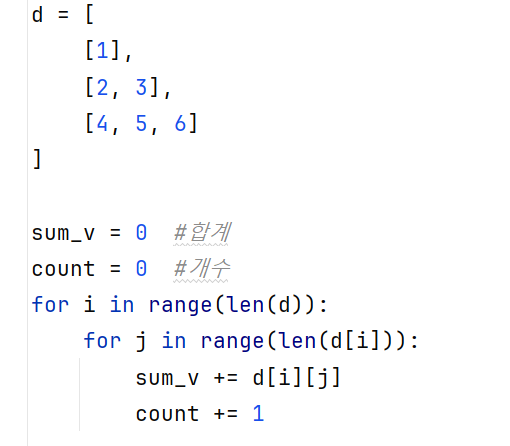 d = [
    [1],
    [2, 3],
    [4, 5, 6]
]
sum_v = 0  #합계
count = 0  #개수
for i in range(len(d)):
    for j in range(len(d[i])):
        sum_v += d[i][j]
        count += 1